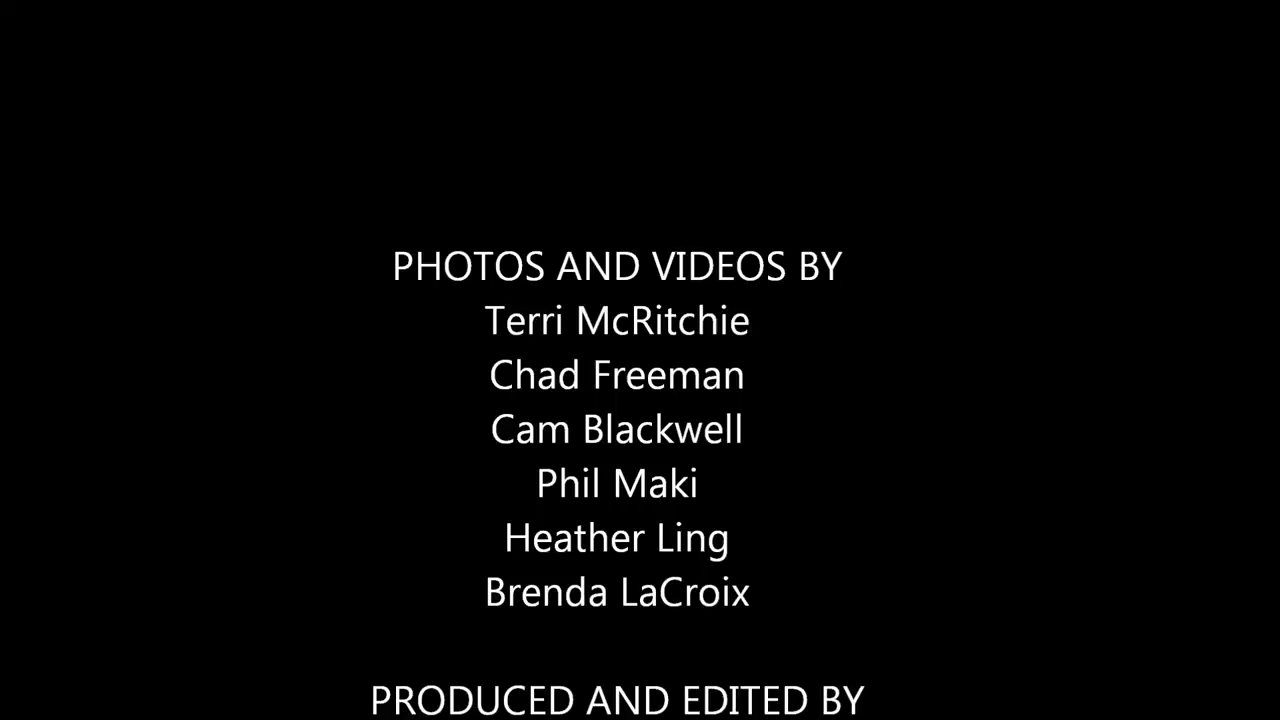 PHOTOS AND VIDEOS BY
Terri McRitchie
Chad Freeman
Cam Blackwell
Phil Maki
Heather Ling
Brenda LaCroix
PRODUCED AND EDITED BY